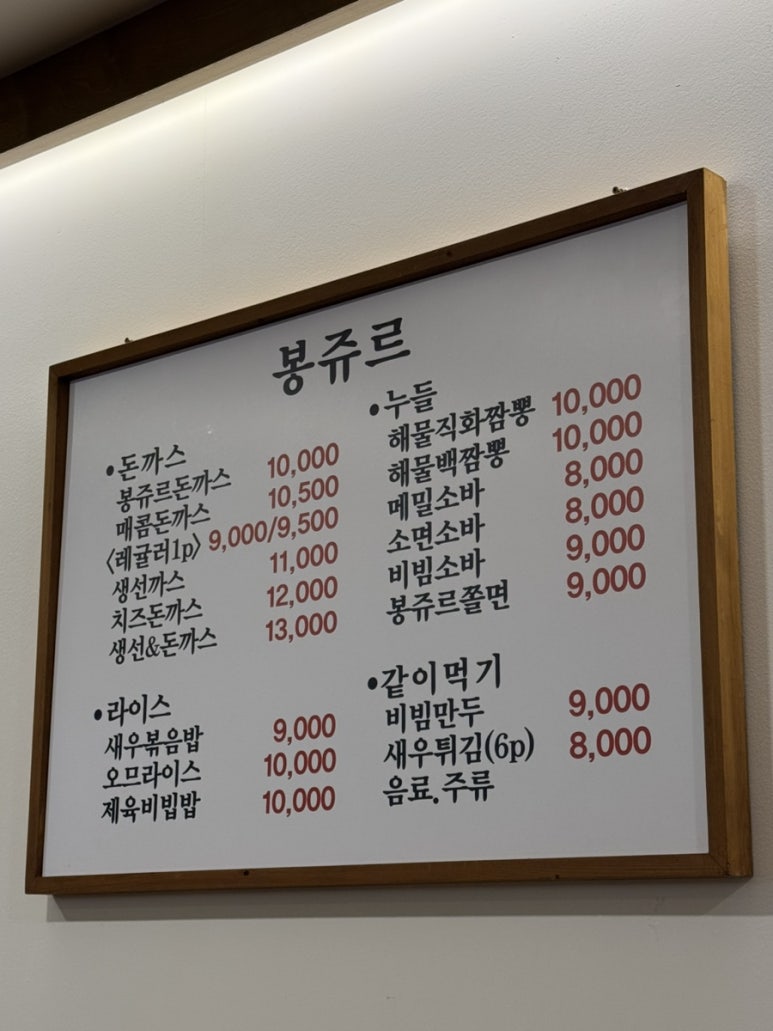 봉쥬르
•돈까스
봉쥬르돈까스 10,000
매콤돈까스 10,500
〈레귤러1p〉 9,000/9,500
생선까스 11,000
치즈돈까스 12,000
생선&돈까스 13,000
•라이스
새우볶음밥 9,000
오므라이스 10,000
제육비빕밥 10,000
•누들
해물직화짬뽕 10,000
해물백짬뽕 10,000
메밀소바 8,000
소면소바 8,000
비빔소바 9,000
봉쥬르쫄면 9,000
•같이먹기
비빔만두 9,000
새우튀김(6p) 8,000
음료.주류